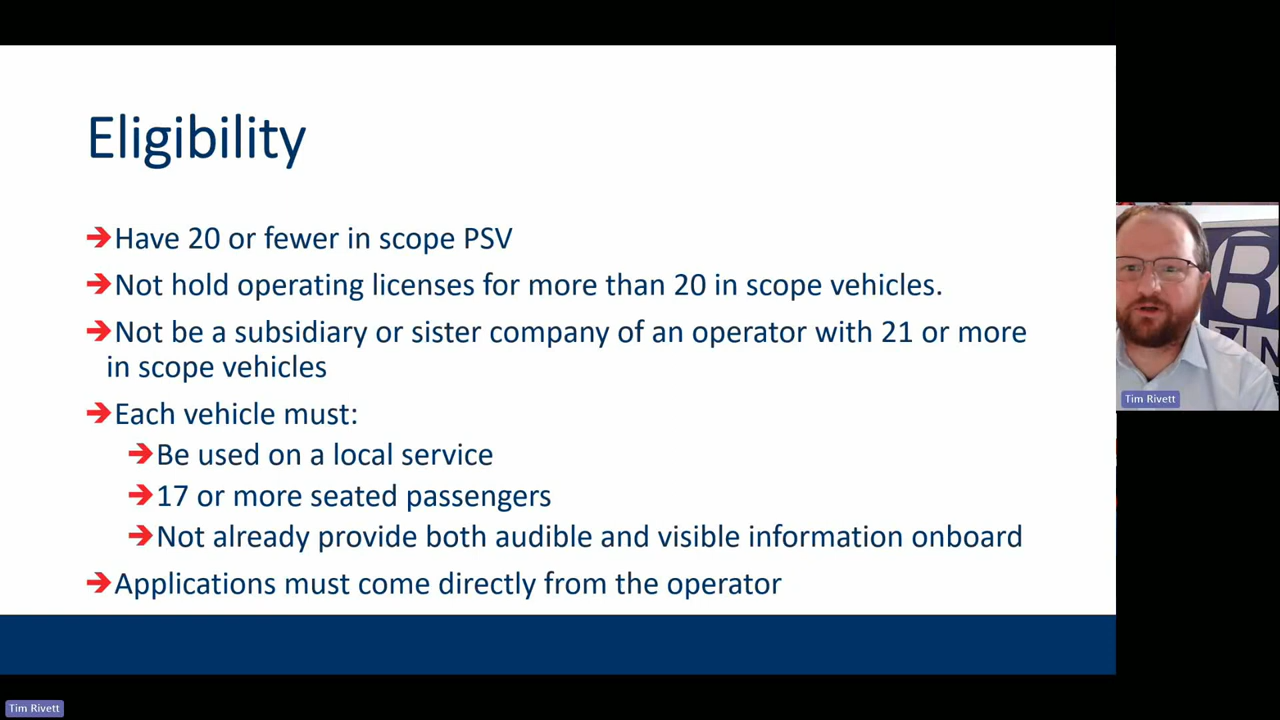 Eligibility
➔Have 20 or fewer in scope PSV
➔Not hold operating licenses for more than 20 in scope vehicles.
➔Not be a subsidiary or sister company of an operator with 21 or more
in scope vehicles
➔Each vehicle must:
➔Be used on a local service
➔17 or more seated passengers
➔Not already provide both audible and visible information onboard
➔Applications must come directly from the operator
Tim Rivett
Tim Rivett